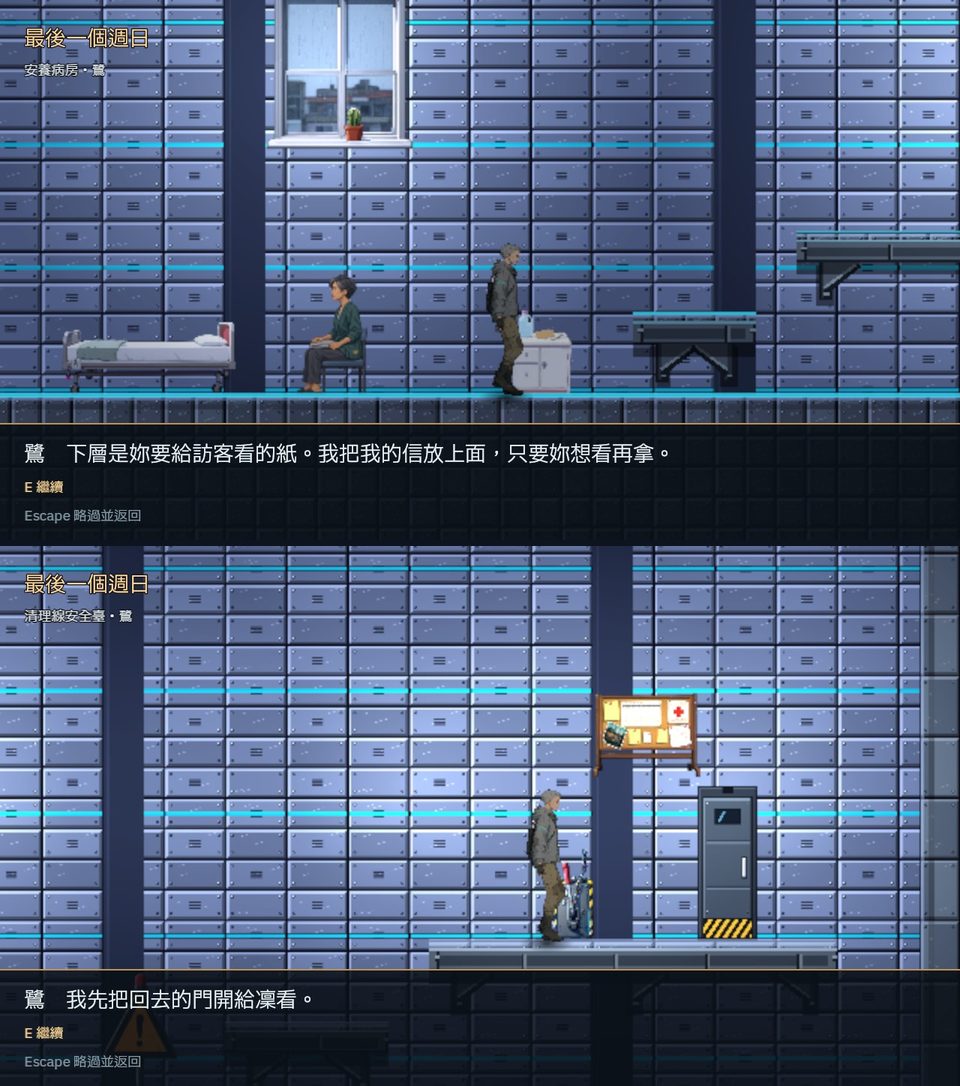 最後一個週日
安養病房・鷺
鷺　下層是妳要給訪客看的紙。我把我的信放上面，只要妳想看再拿。
E 繼續
Escape 略過並返回
最後一個週日
清理線安全臺・鷺
鷺　我先把回去的門開給凜看。
E 繼續
Escape 略過並返回